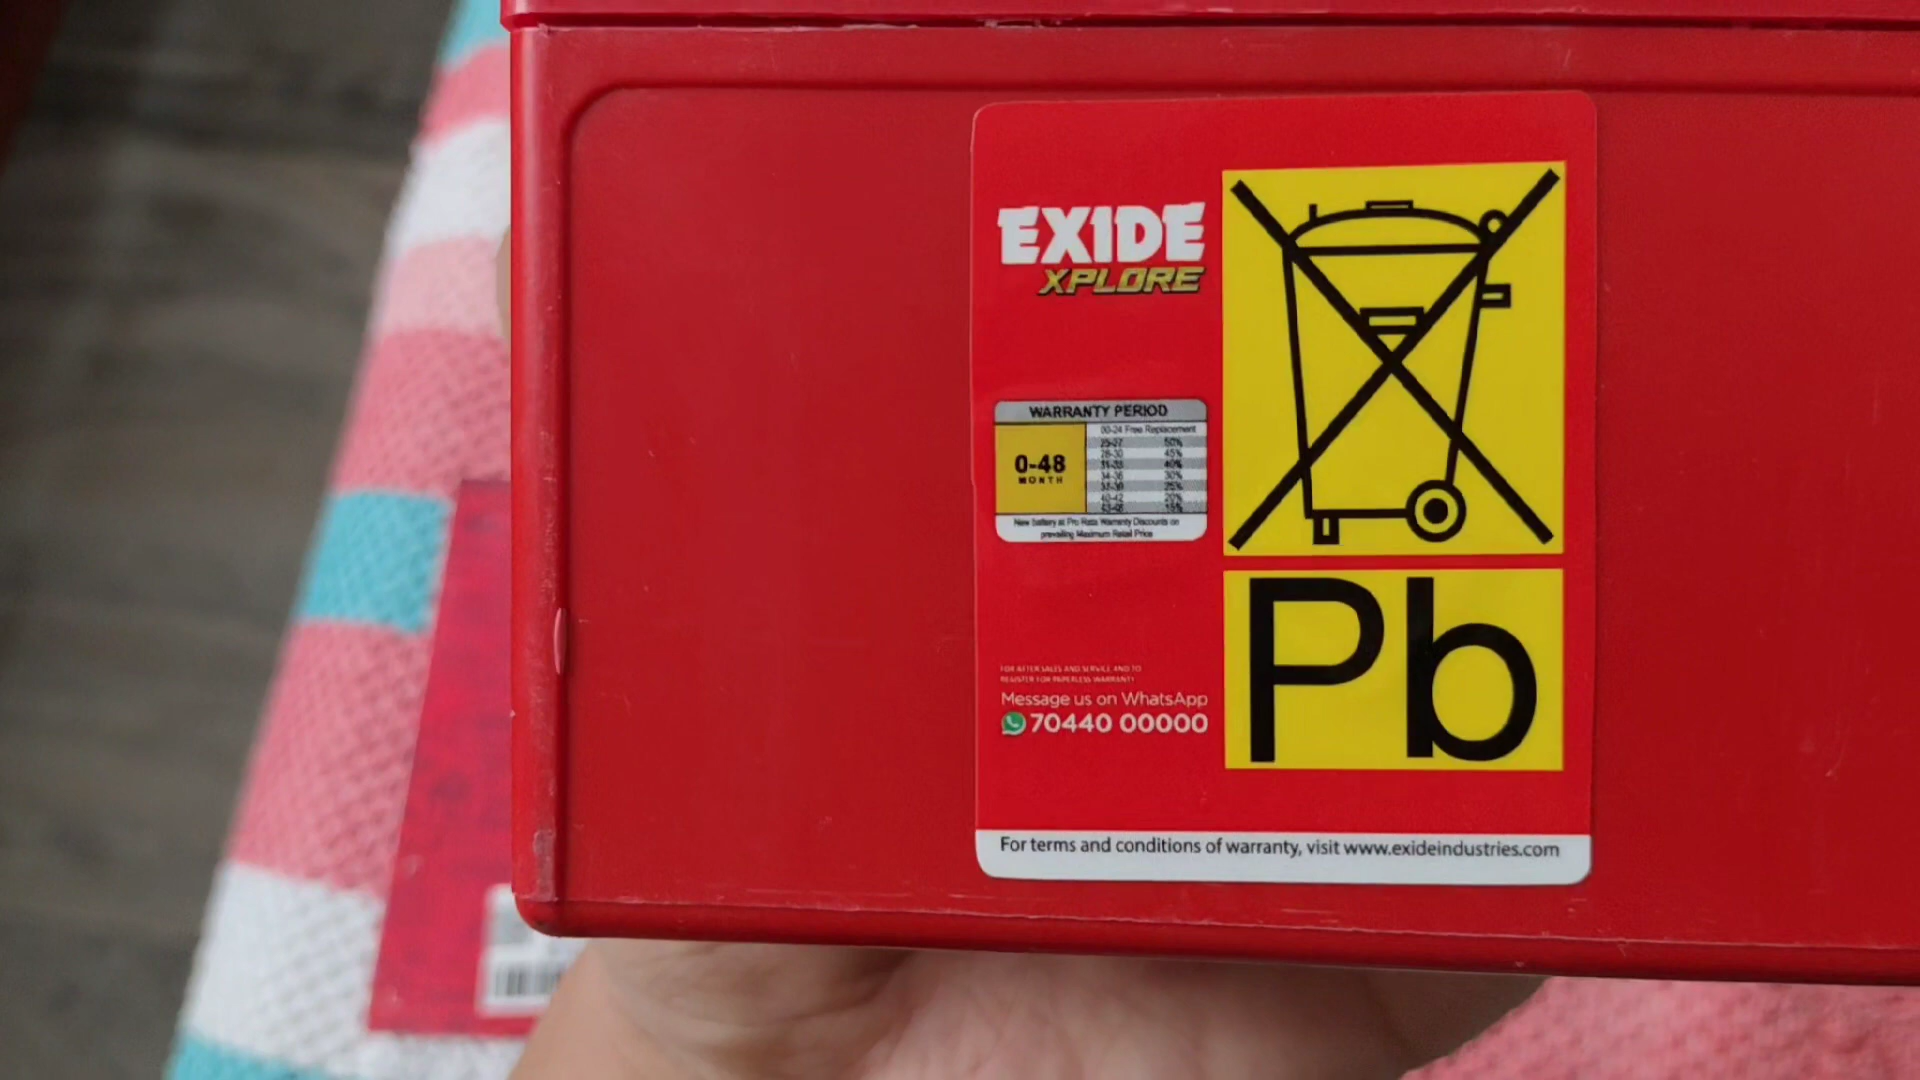 EXIDE
XPLORE
WARRANTY PERIOD
0-48
MONTH
00-24 Free Replacement
25-27 50%
28-30 45%
31-33 40%
34-36 30%
37-39 25%
40-42 20%
43-48 15%
New battery at Pro Rata Warranty Discounts on
prevailing Maximum Retail Price
FOR AFTER SALES AND SERVICE AND TO
REGISTER FOR PAPERLESS WARRANTY
Message us on WhatsApp
70440 00000
Pb
For terms and conditions of warranty, visit www.exideindustries.com